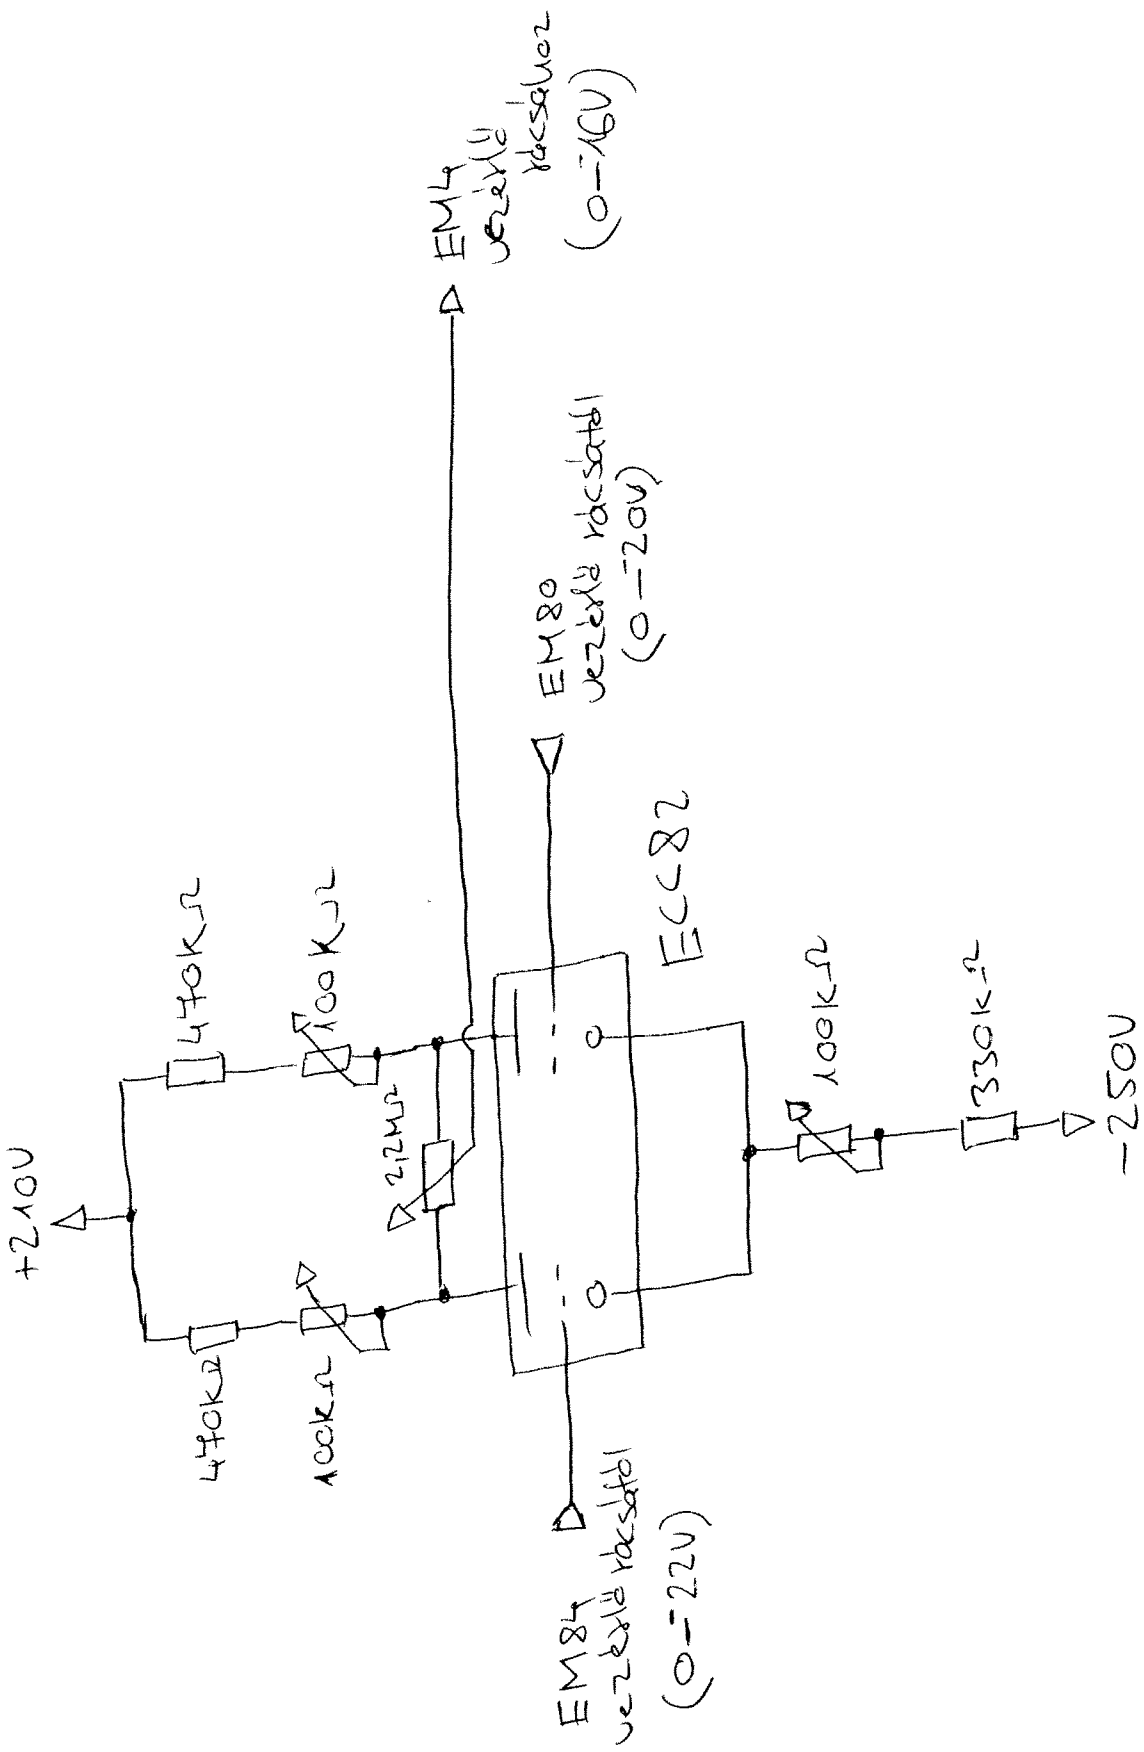 +210V
470KΩ
470KΩ
100KΩ
100KΩ
2,2MΩ
EM4
vezérlő
rácsához
(0–-16V)
EM84
vezérlő rácsától
(0–-22V)
EM80
vezérlő rácsától
(0–-20V)
ECC82
100KΩ
330KΩ
-250V